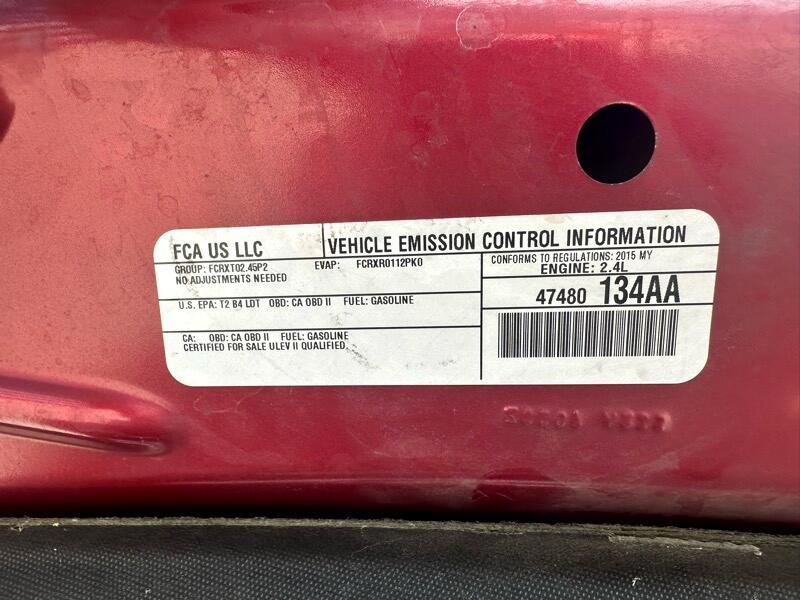 FCA US LLC
VEHICLE EMISSION CONTROL INFORMATION
GROUP: FCRXT02.45P2 EVAP: FCRXR0112PK0
NO ADJUSTMENTS NEEDED
CONFORMS TO REGULATIONS: 2015 MY
ENGINE: 2.4L
U.S. EPA: T2 B4 LDT OBD: CA OBD II FUEL: GASOLINE
47480 134AA
CA: OBD: CA OBD II FUEL: GASOLINE
CERTIFIED FOR SALE ULEV II QUALIFIED.